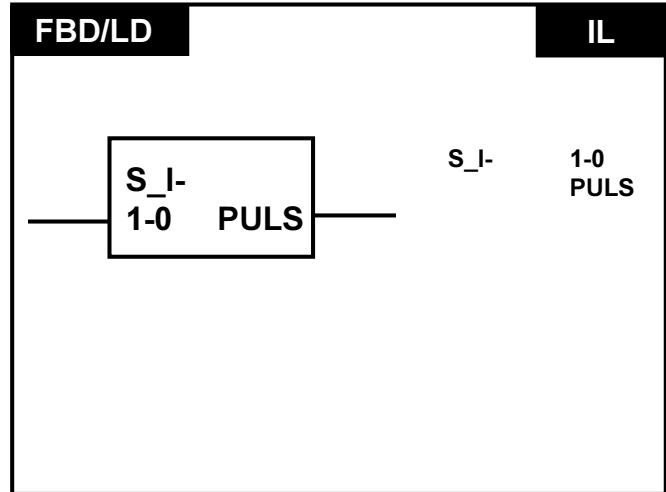 FBD/LD
IL
S_I-
1-0 PULS
S_I- 1-0
PULS